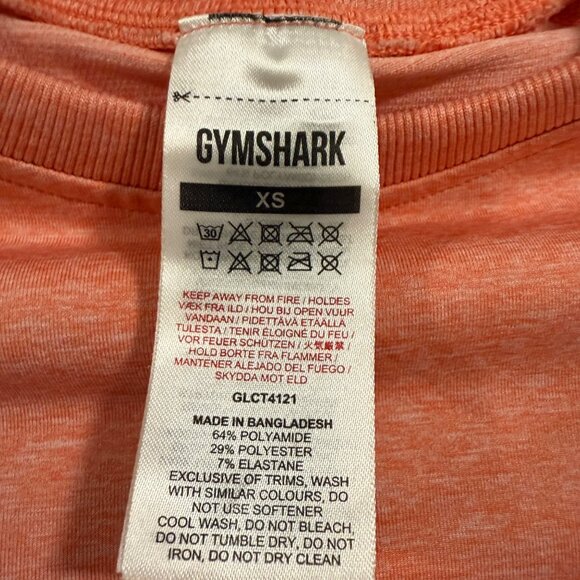 GYMSHARK
XS
30
KEEP AWAY FROM FIRE / HOLDES
VÆK FRA ILD / HOU BIJ OPEN VUUR
VANDAAN / PIDETTÄVÄ ETÄÄLLÄ
TULESTA / TENIR ÉLOIGNÉ DU FEU /
VOR FEUER SCHÜTZEN / 火気厳禁 /
HOLD BORTE FRA FLAMMER /
MANTENER ALEJADO DEL FUEGO /
SKYDDA MOT ELD
GLCT4121
MADE IN BANGLADESH
64% POLYAMIDE
29% POLYESTER
7% ELASTANE
EXCLUSIVE OF TRIMS, WASH
WITH SIMILAR COLOURS, DO
NOT USE SOFTENER
COOL WASH, DO NOT BLEACH,
DO NOT TUMBLE DRY, DO NOT
IRON, DO NOT DRY CLEAN